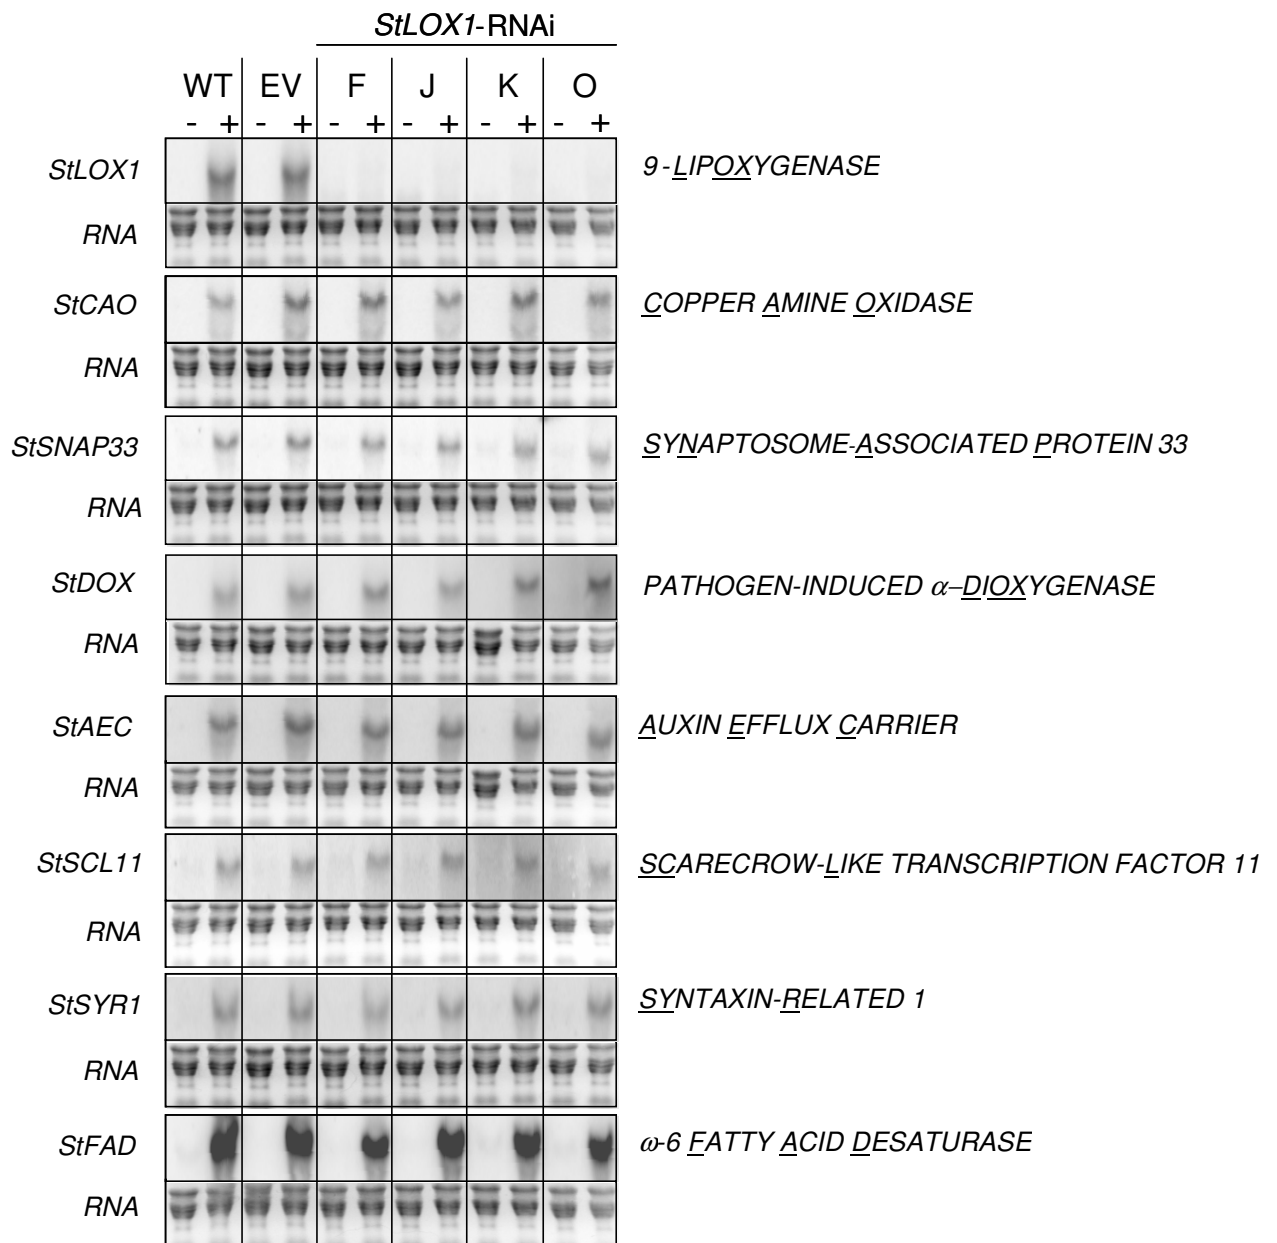 StLOX1-RNAi
WT EV F J K O
- + - + - + - + - + - +
StLOX1 9-LIPOXYGENASE
RNA
StCAO COPPER AMINE OXIDASE
RNA
StSNAP33 SYNAPTOSOME-ASSOCIATED PROTEIN 33
RNA
StDOX PATHOGEN-INDUCED α–DIOXYGENASE
RNA
StAEC AUXIN EFFLUX CARRIER
RNA
StSCL11 SCARECROW-LIKE TRANSCRIPTION FACTOR 11
RNA
StSYR1 SYNTAXIN-RELATED 1
RNA
StFAD ω-6 FATTY ACID DESATURASE
RNA